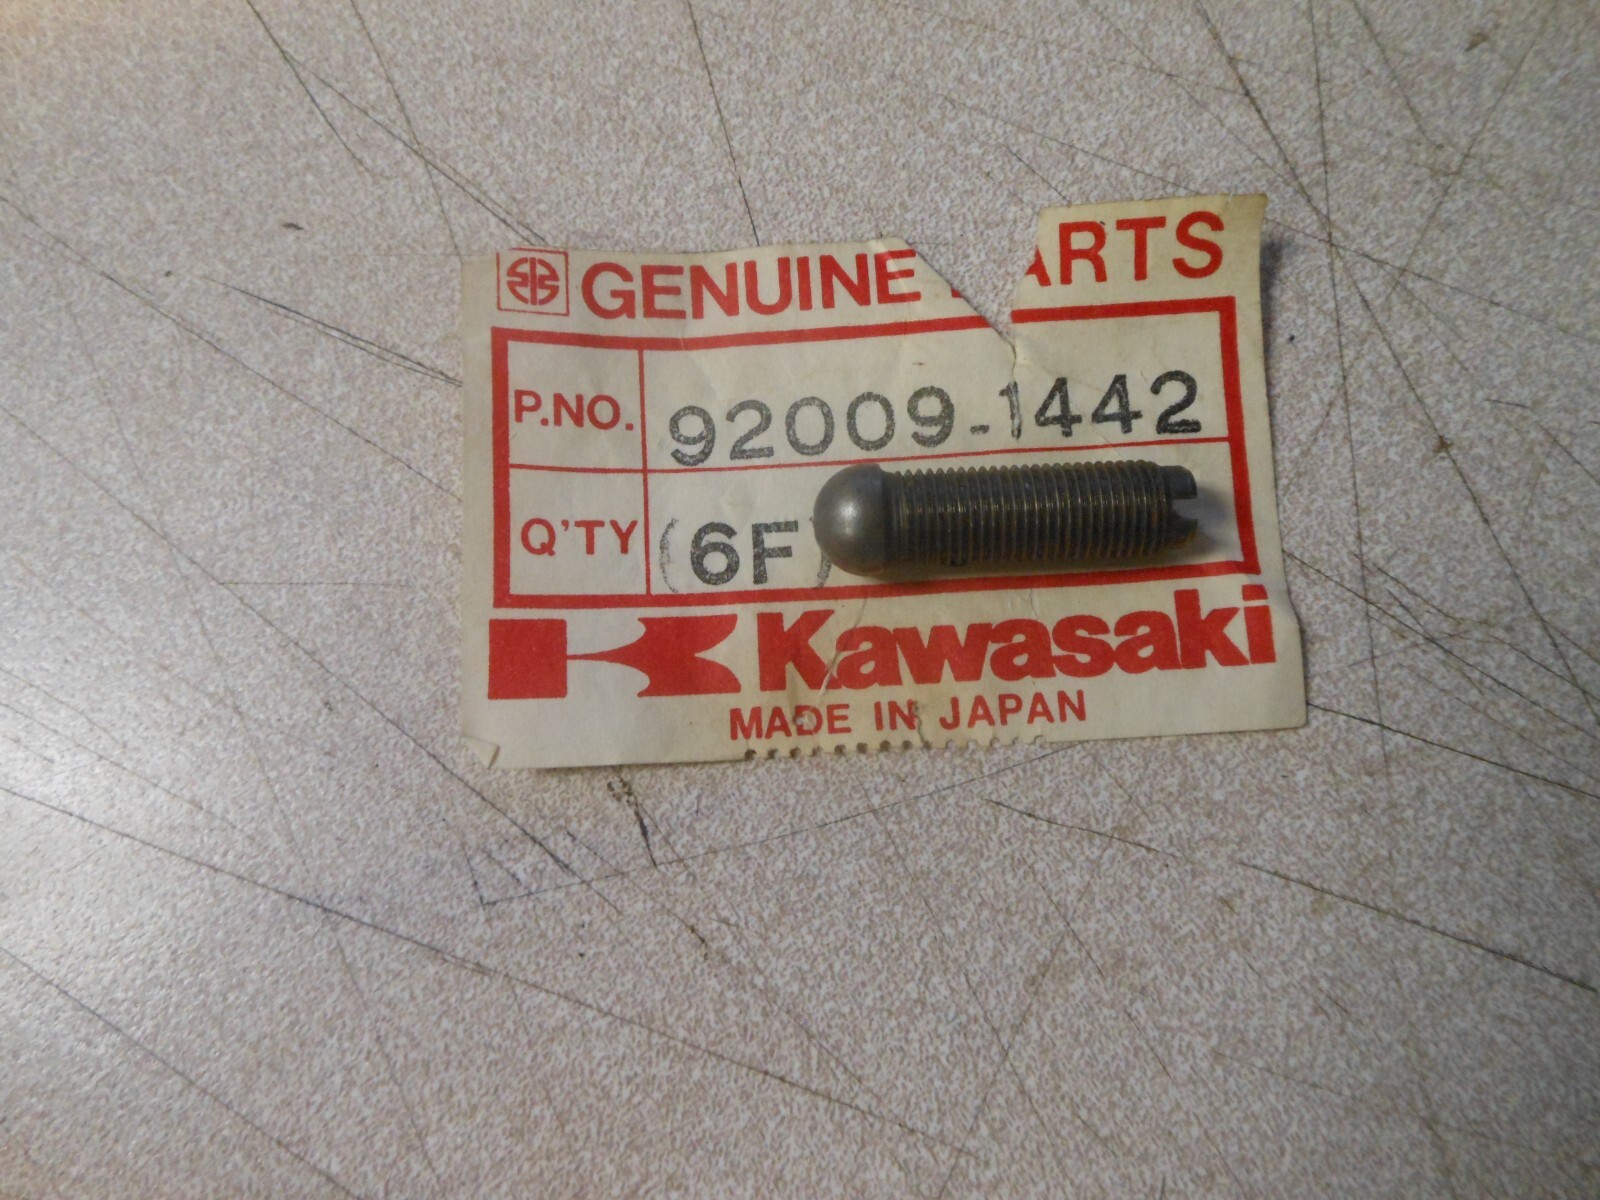 GENUINE PARTS
P.NO. 92009-1442
Q'TY (6F)
Kawasaki
MADE IN JAPAN